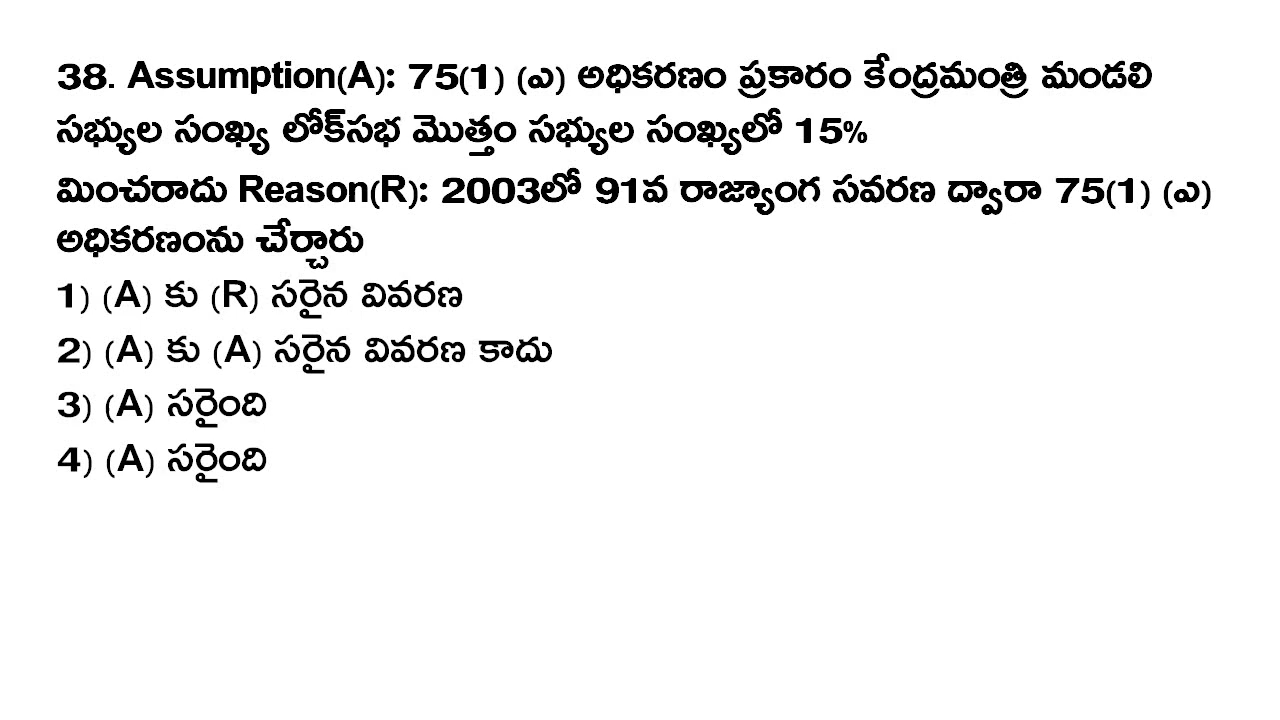 38. Assumption(A): 75(1) (ఎ) అధికరణం ప్రకారం కేంద్రమంత్రి మండలి
సభ్యుల సంఖ్య లోక్‌సభ మొత్తం సభ్యుల సంఖ్యలో 15%
మించరాదు Reason(R): 2003లో 91వ రాజ్యాంగ సవరణ ద్వారా 75(1) (ఎ)
అధికరణంను చేర్చారు
1) (A) కు (R) సరైన వివరణ
2) (A) కు (A) సరైన వివరణ కాదు
3) (A) సరైంది
4) (A) సరైంది